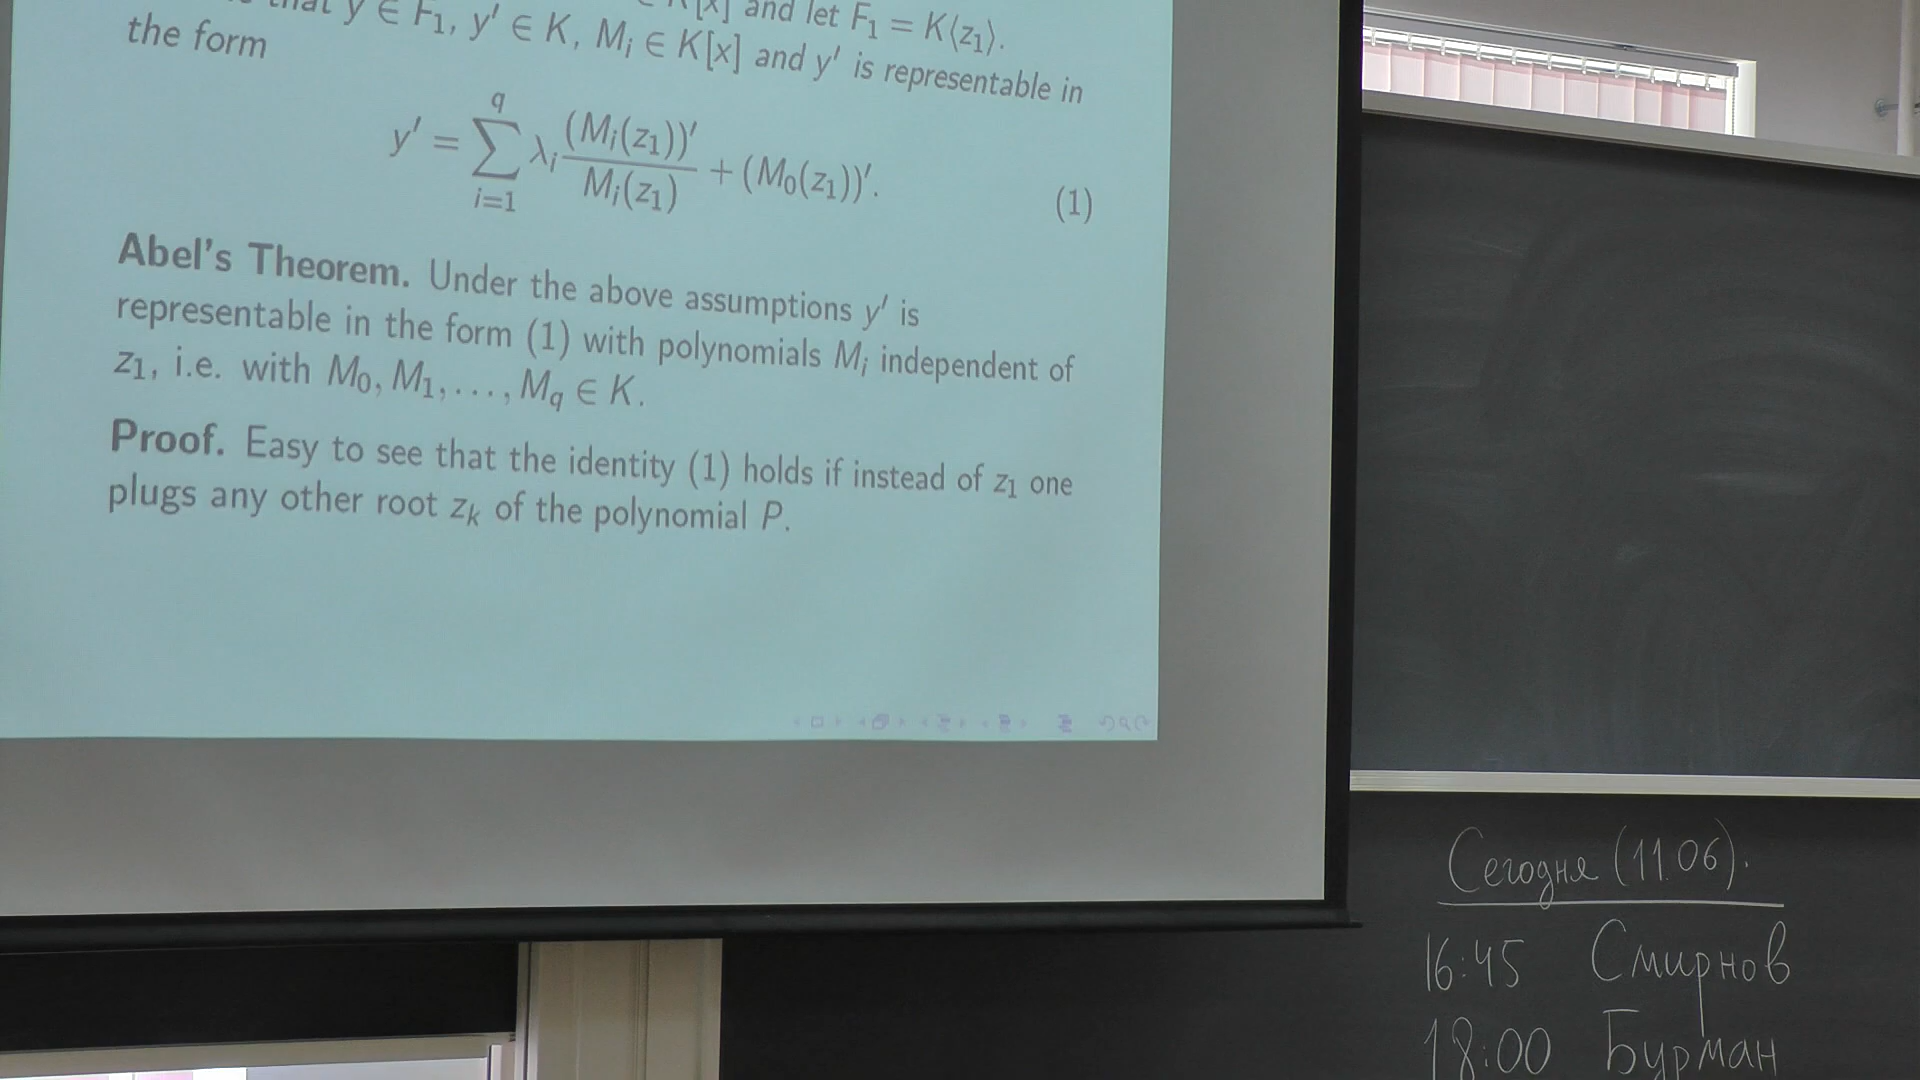 that y ∈ F₁, y′ ∈ K, Mᵢ ∈ K[x] and y′ is representable in
K[x] and let F₁ = K⟨z₁⟩.
the form
y′ = ∑_{i=1}^{q} λᵢ (Mᵢ(z₁))′ / Mᵢ(z₁) + (M₀(z₁))′. (1)
Abel's Theorem. Under the above assumptions y′ is
representable in the form (1) with polynomials Mᵢ independent of
z₁, i.e. with M₀, M₁, . . . , M_q ∈ K.
Proof. Easy to see that the identity (1) holds if instead of z₁ one
plugs any other root z_k of the polynomial P.
Сегодня (11.06).
16:45 Смирнов
18:00 Бурман